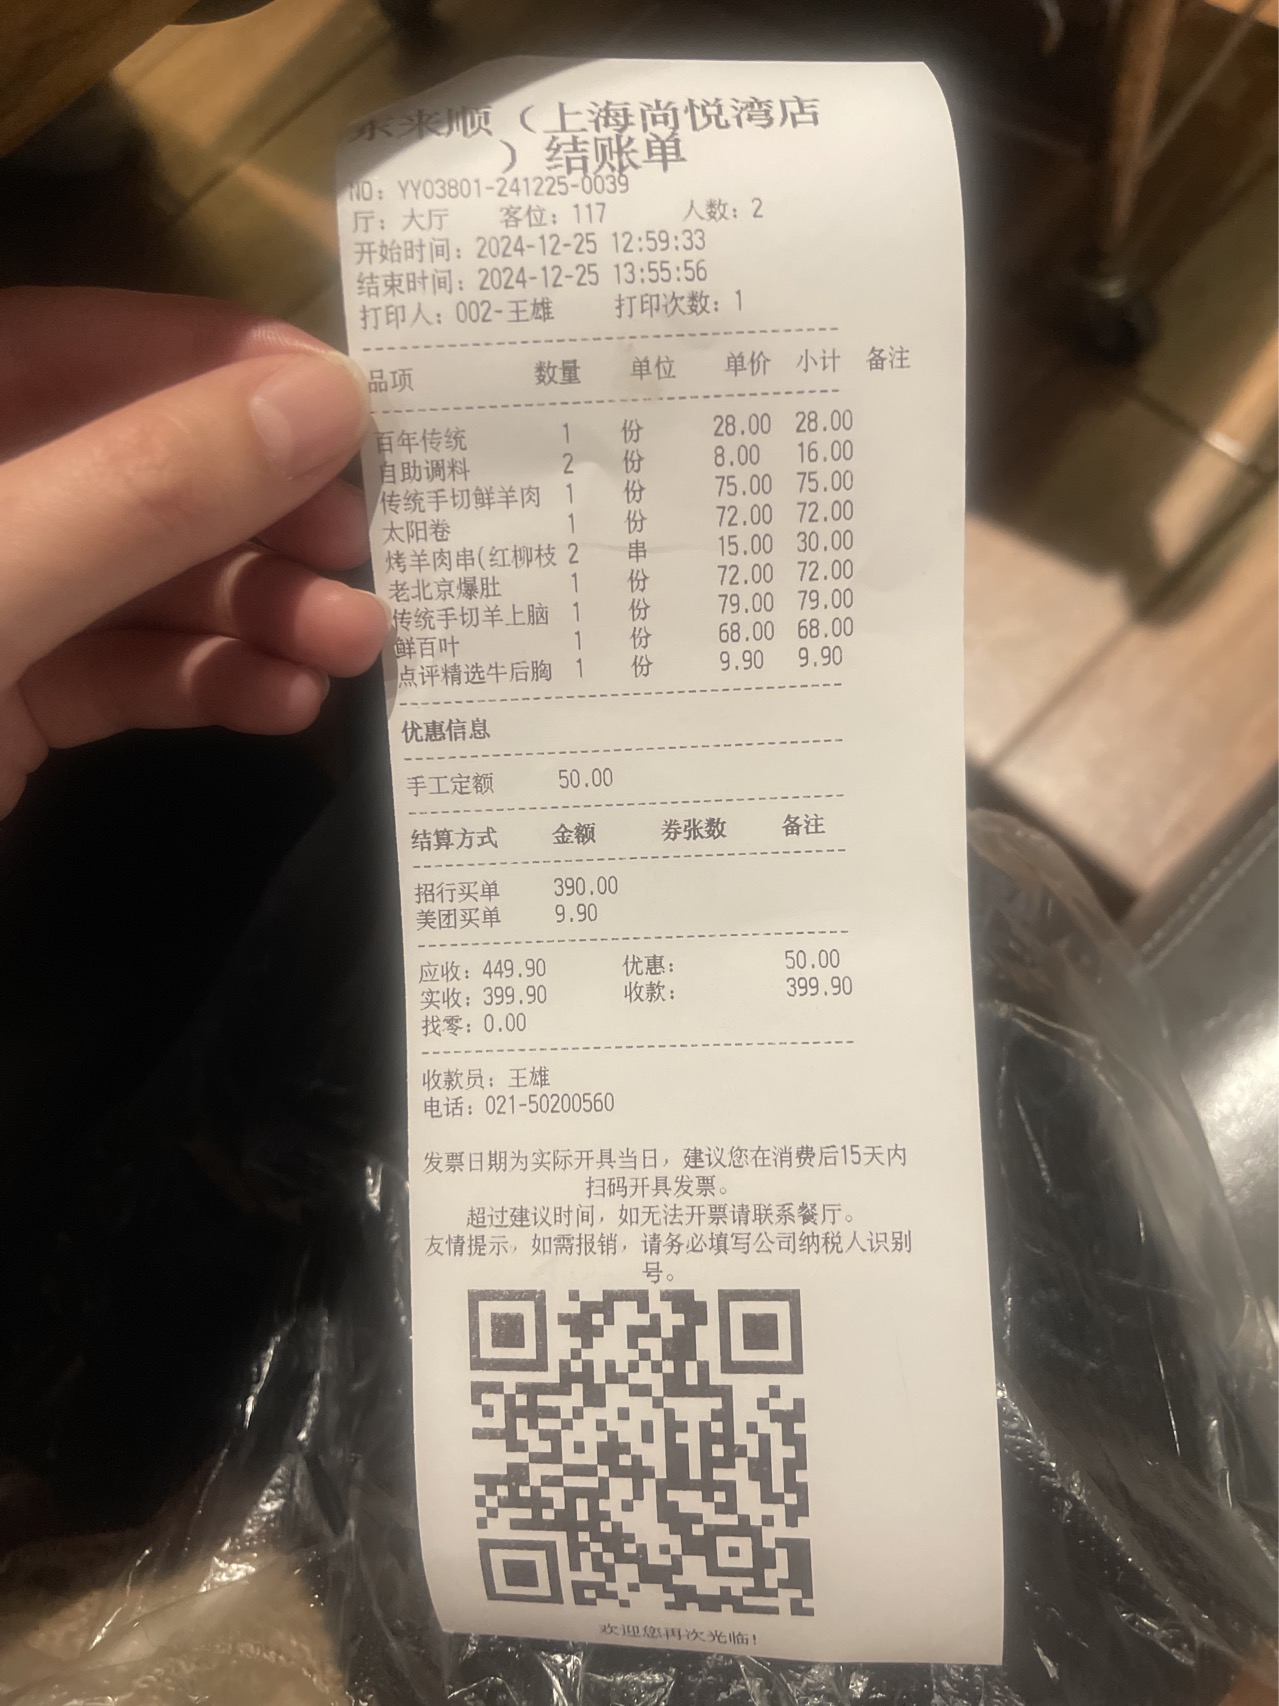 东来顺（上海尚悦湾店
）结账单
NO：YY03801-241225-0039
厅：大厅 客位：117 人数：2
开始时间：2024-12-25 12:59:33
结束时间：2024-12-25 13:55:56
打印人：002-王雄 打印次数：1
品项 数量 单位 单价 小计 备注
百年传统 1 份 28.00 28.00
自助调料 2 份 8.00 16.00
传统手切鲜羊肉 1 份 75.00 75.00
太阳卷 1 份 72.00 72.00
烤羊肉串(红柳枝 2 串 15.00 30.00
老北京爆肚 1 份 72.00 72.00
传统手切羊上脑 1 份 79.00 79.00
鲜百叶 1 份 68.00 68.00
点评精选牛后胸 1 份 9.90 9.90
优惠信息
手工定额 50.00
结算方式 金额 券张数 备注
招行买单 390.00
美团买单 9.90
应收：449.90 优惠： 50.00
实收：399.90 收款： 399.90
找零：0.00
收款员：王雄
电话：021-50200560
发票日期为实际开具当日，建议您在消费后15天内
扫码开具发票。
超过建议时间，如无法开票请联系餐厅。
友情提示，如需报销，请务必填写公司纳税人识别
号。
欢迎您再次光临！